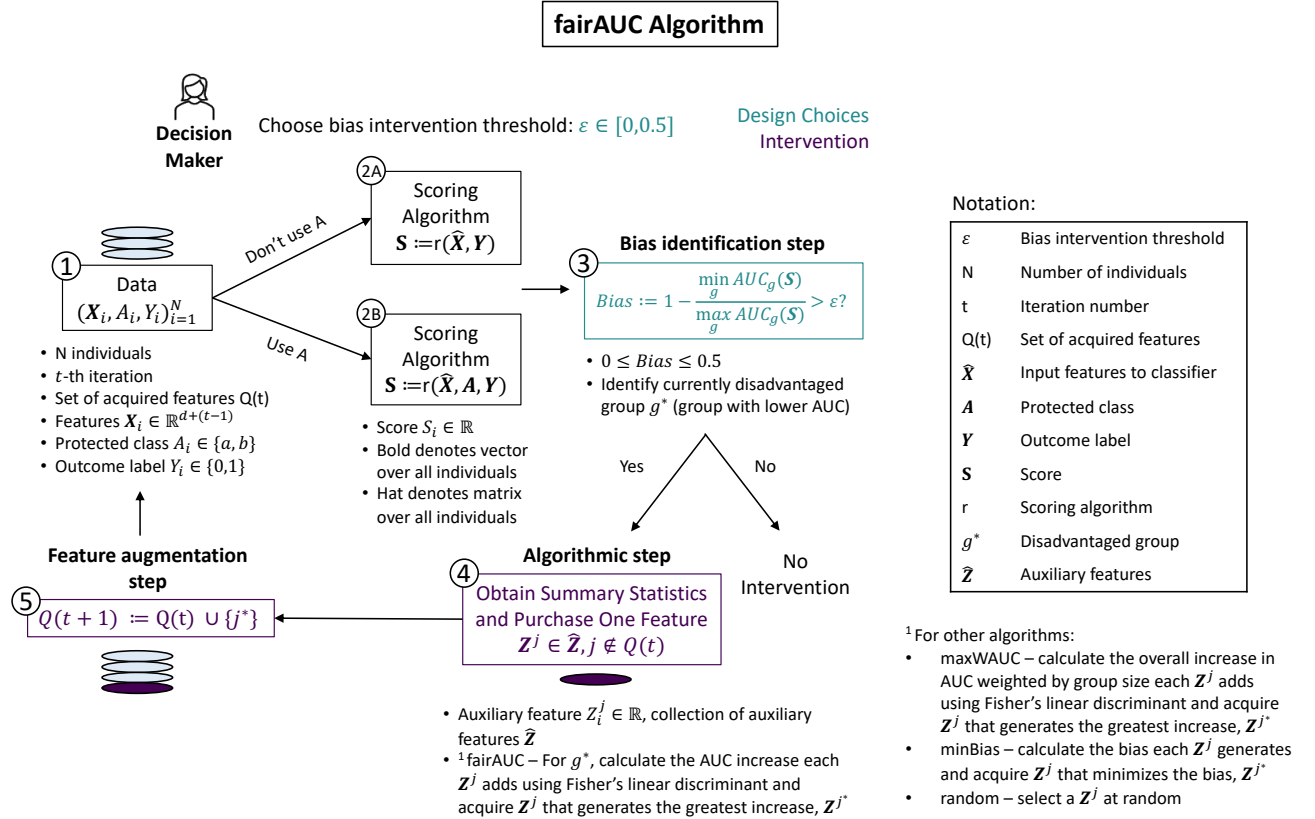 fairAUC Algorithm
Decision
Maker
Choose bias intervention threshold: ε ∈ [0,0.5]
Design Choices
Intervention
2A
Scoring
Algorithm
S :=r(X̂, Y)
Don't use A
Use A
1
Data
(X_i, A_i, Y_i)_{i=1}^N
• N individuals
• t-th iteration
• Set of acquired features Q(t)
• Features X_i ∈ ℝ^{d+(t−1)}
• Protected class A_i ∈ {a, b}
• Outcome label Y_i ∈ {0,1}
2B
Scoring
Algorithm
S :=r(X̂, A, Y)
• Score S_i ∈ ℝ
• Bold denotes vector
over all individuals
• Hat denotes matrix
over all individuals
Bias identification step
3
Bias := 1 − \frac{\min_g AUC_g(S)}{\max_g AUC_g(S)} > ε?
• 0 ≤ Bias ≤ 0.5
• Identify currently disadvantaged
group g* (group with lower AUC)
Yes
No
No
Intervention
Algorithmic step
4
Obtain Summary Statistics
and Purchase One Feature
Z^j ∈ Ẑ, j ∉ Q(t)
• Auxiliary feature Z_i^j ∈ ℝ, collection of auxiliary
features Ẑ
• ¹ fairAUC – For g*, calculate the AUC increase each
Z^j adds using Fisher's linear discriminant and
acquire Z^j that generates the greatest increase, Z^{j*}
Feature augmentation
step
5
Q(t + 1) := Q(t) ∪ {j*}
Notation:
ε Bias intervention threshold
N Number of individuals
t Iteration number
Q(t) Set of acquired features
X̂ Input features to classifier
A Protected class
Y Outcome label
S Score
r Scoring algorithm
g* Disadvantaged group
Ẑ Auxiliary features
¹ For other algorithms:
• maxWAUC – calculate the overall increase in
AUC weighted by group size each Z^j adds
using Fisher's linear discriminant and acquire
Z^j that generates the greatest increase, Z^{j*}
• minBias – calculate the bias each Z^j generates
and acquire Z^j that minimizes the bias, Z^{j*}
• random – select a Z^j at random